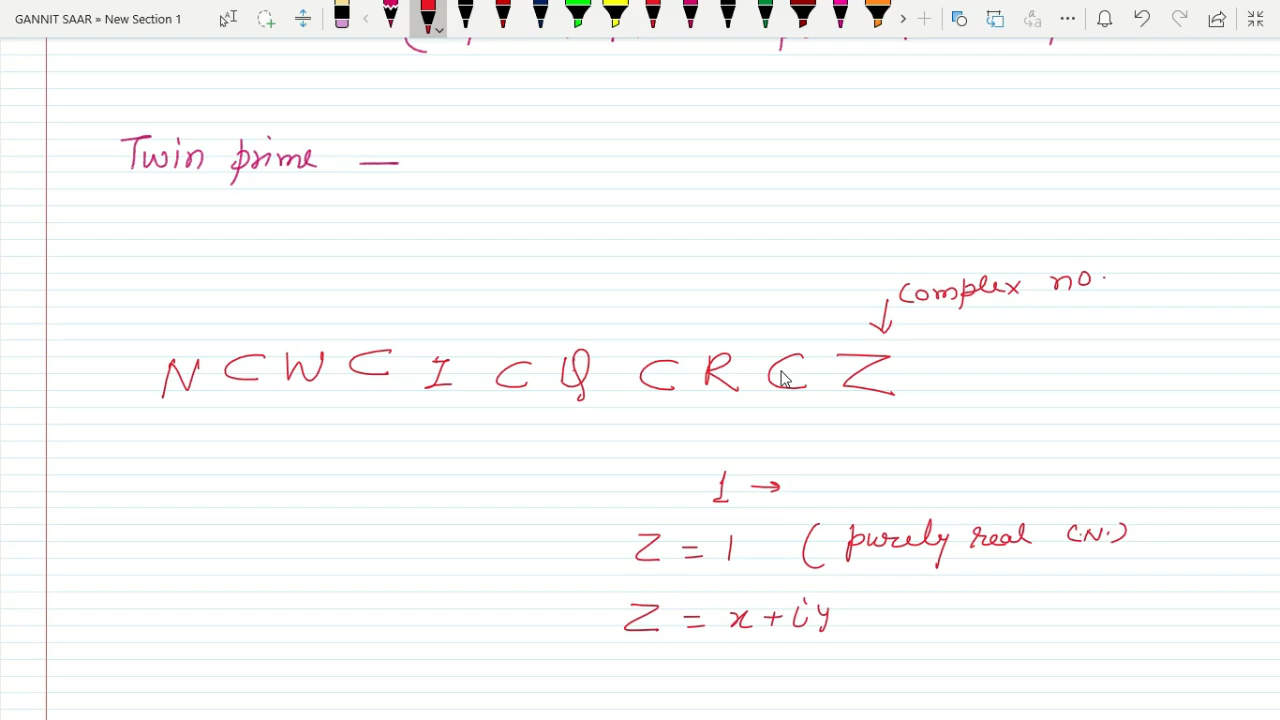 GANNIT SAAR » New Section 1
Twin prime —
complex no.
N ⊂ W ⊂ I ⊂ Q ⊂ R ⊂ Z
1 →
Z = 1 ( purely real C.N.)
Z = x + iy